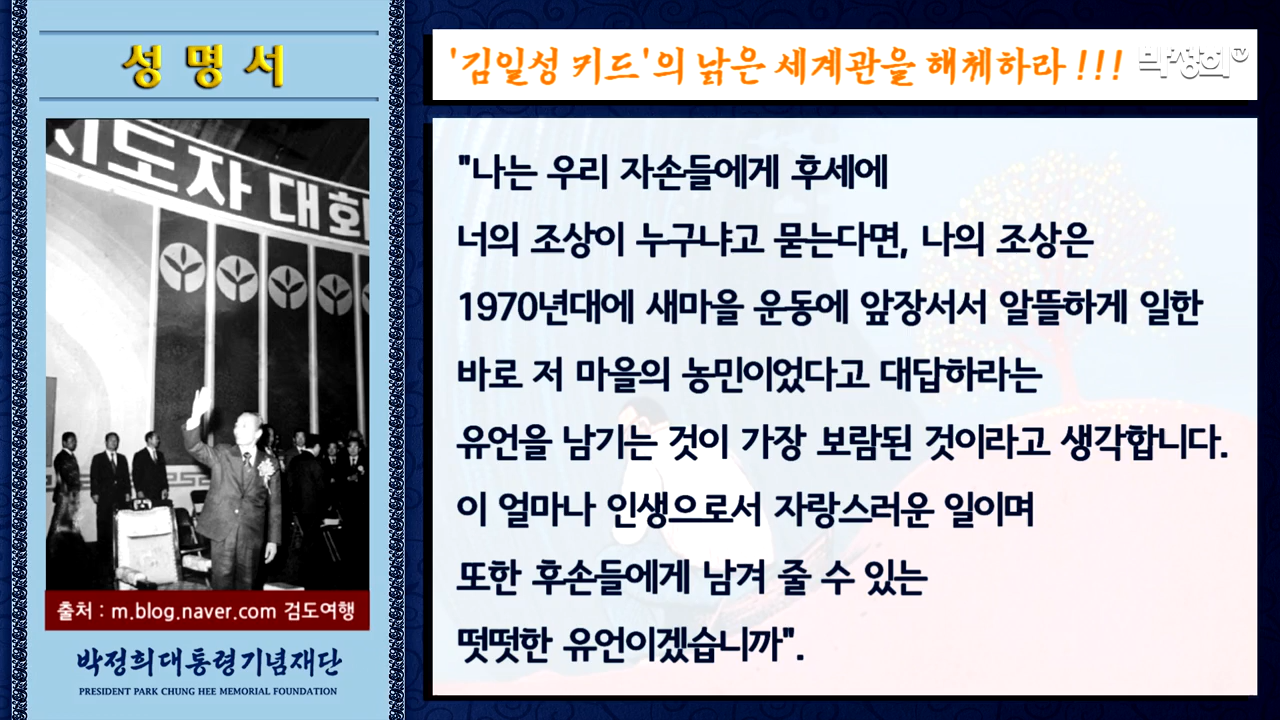 성명서
'김일성 키드'의 낡은 세계관을 해체하라 !!!
박정희
지도자 대회
"나는 우리 자손들에게 후세에
너의 조상이 누구냐고 묻는다면, 나의 조상은
1970년대에 새마을 운동에 앞장서서 알뜰하게 일한
바로 저 마을의 농민이었다고 대답하라는
유언을 남기는 것이 가장 보람된 것이라고 생각합니다.
이 얼마나 인생으로서 자랑스러운 일이며
또한 후손들에게 남겨 줄 수 있는
떳떳한 유언이겠습니까".
출처 : m.blog.naver.com 검도여행
박정희대통령기념재단
PRESIDENT PARK CHUNG HEE MEMORIAL FOUNDATION